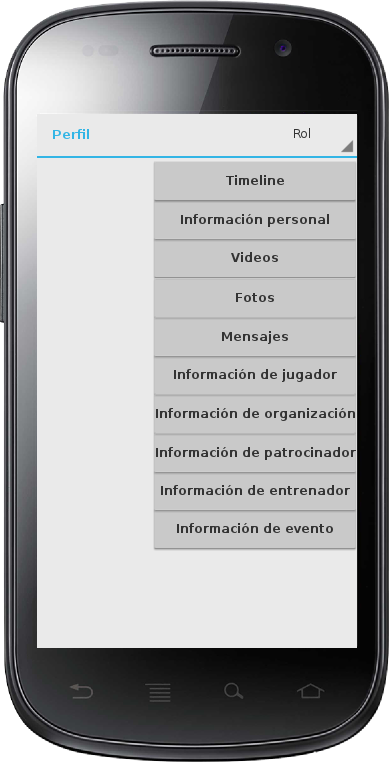 Perfil
Rol
Timeline
Información personal
Videos
Fotos
Mensajes
Información de jugador
Información de organización
Información de patrocinador
Información de entrenador
Información de evento